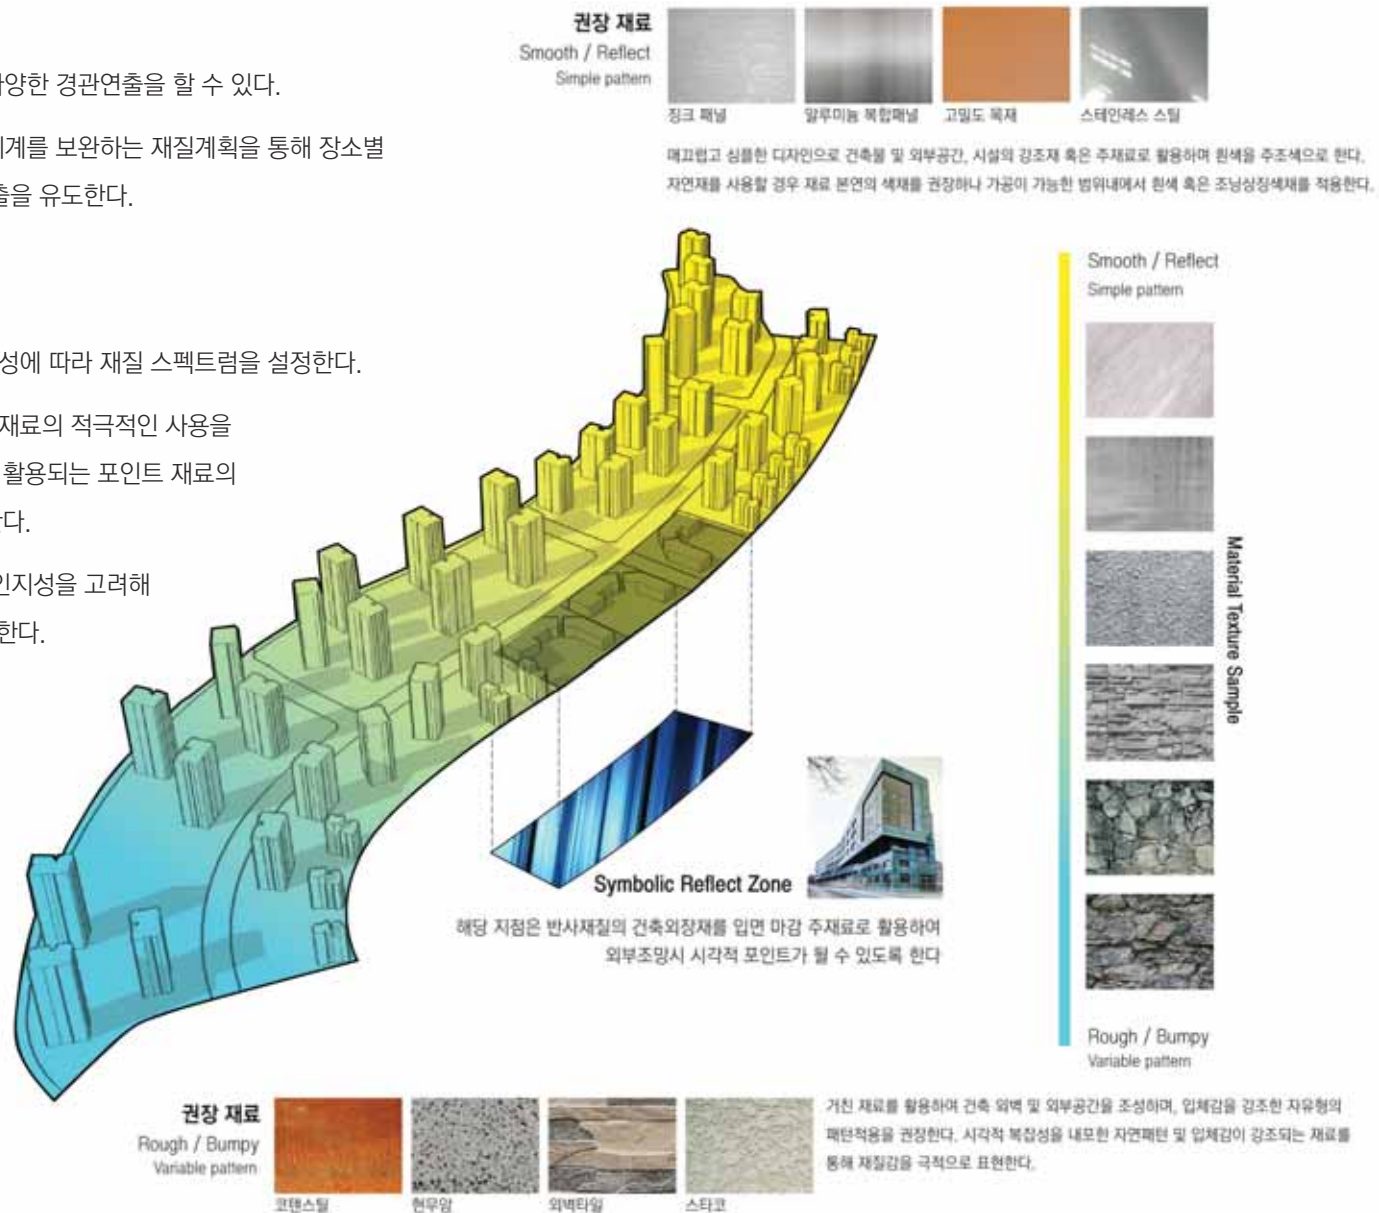 권장 재료
Smooth / Reflect
Simple pattern
징크 패널
알루미늄 복합패널
고밀도 목재
스테인레스 스틸
매끄럽고 심플한 디자인으로 건축물 및 외부공간, 시설의 강조재 혹은 주재료로 활용하며 흰색을 주조색으로 한다.
자연재를 사용할 경우 재료 본연의 색채를 권장하나 가공이 가능한 범위내에서 흰색 혹은 조닝상징색채를 적용한다.
양한 경관연출을 할 수 있다.
계를 보완하는 재질계획을 통해 장소별
출을 유도한다.
성에 따라 재질 스펙트럼을 설정한다.
재료의 적극적인 사용을
활용되는 포인트 재료의
다.
인지성을 고려해
한다.
Smooth / Reflect
Simple pattern
Material Texture Sample
Rough / Bumpy
Variable pattern
Symbolic Reflect Zone
해당 지점은 반사재질의 건축외장재를 입면 마감 주재료로 활용하여
외부조망시 시각적 포인트가 될 수 있도록 한다
권장 재료
Rough / Bumpy
Variable pattern
코텐스틸
현무암
외벽타일
스타코
거친 재료를 활용하여 건축 외벽 및 외부공간을 조성하며, 입체감을 강조한 자유형의
패턴적용을 권장한다. 시각적 복잡성을 내포한 자연패턴 및 입체감이 강조되는 재료를
통해 재질감을 극적으로 표현한다.